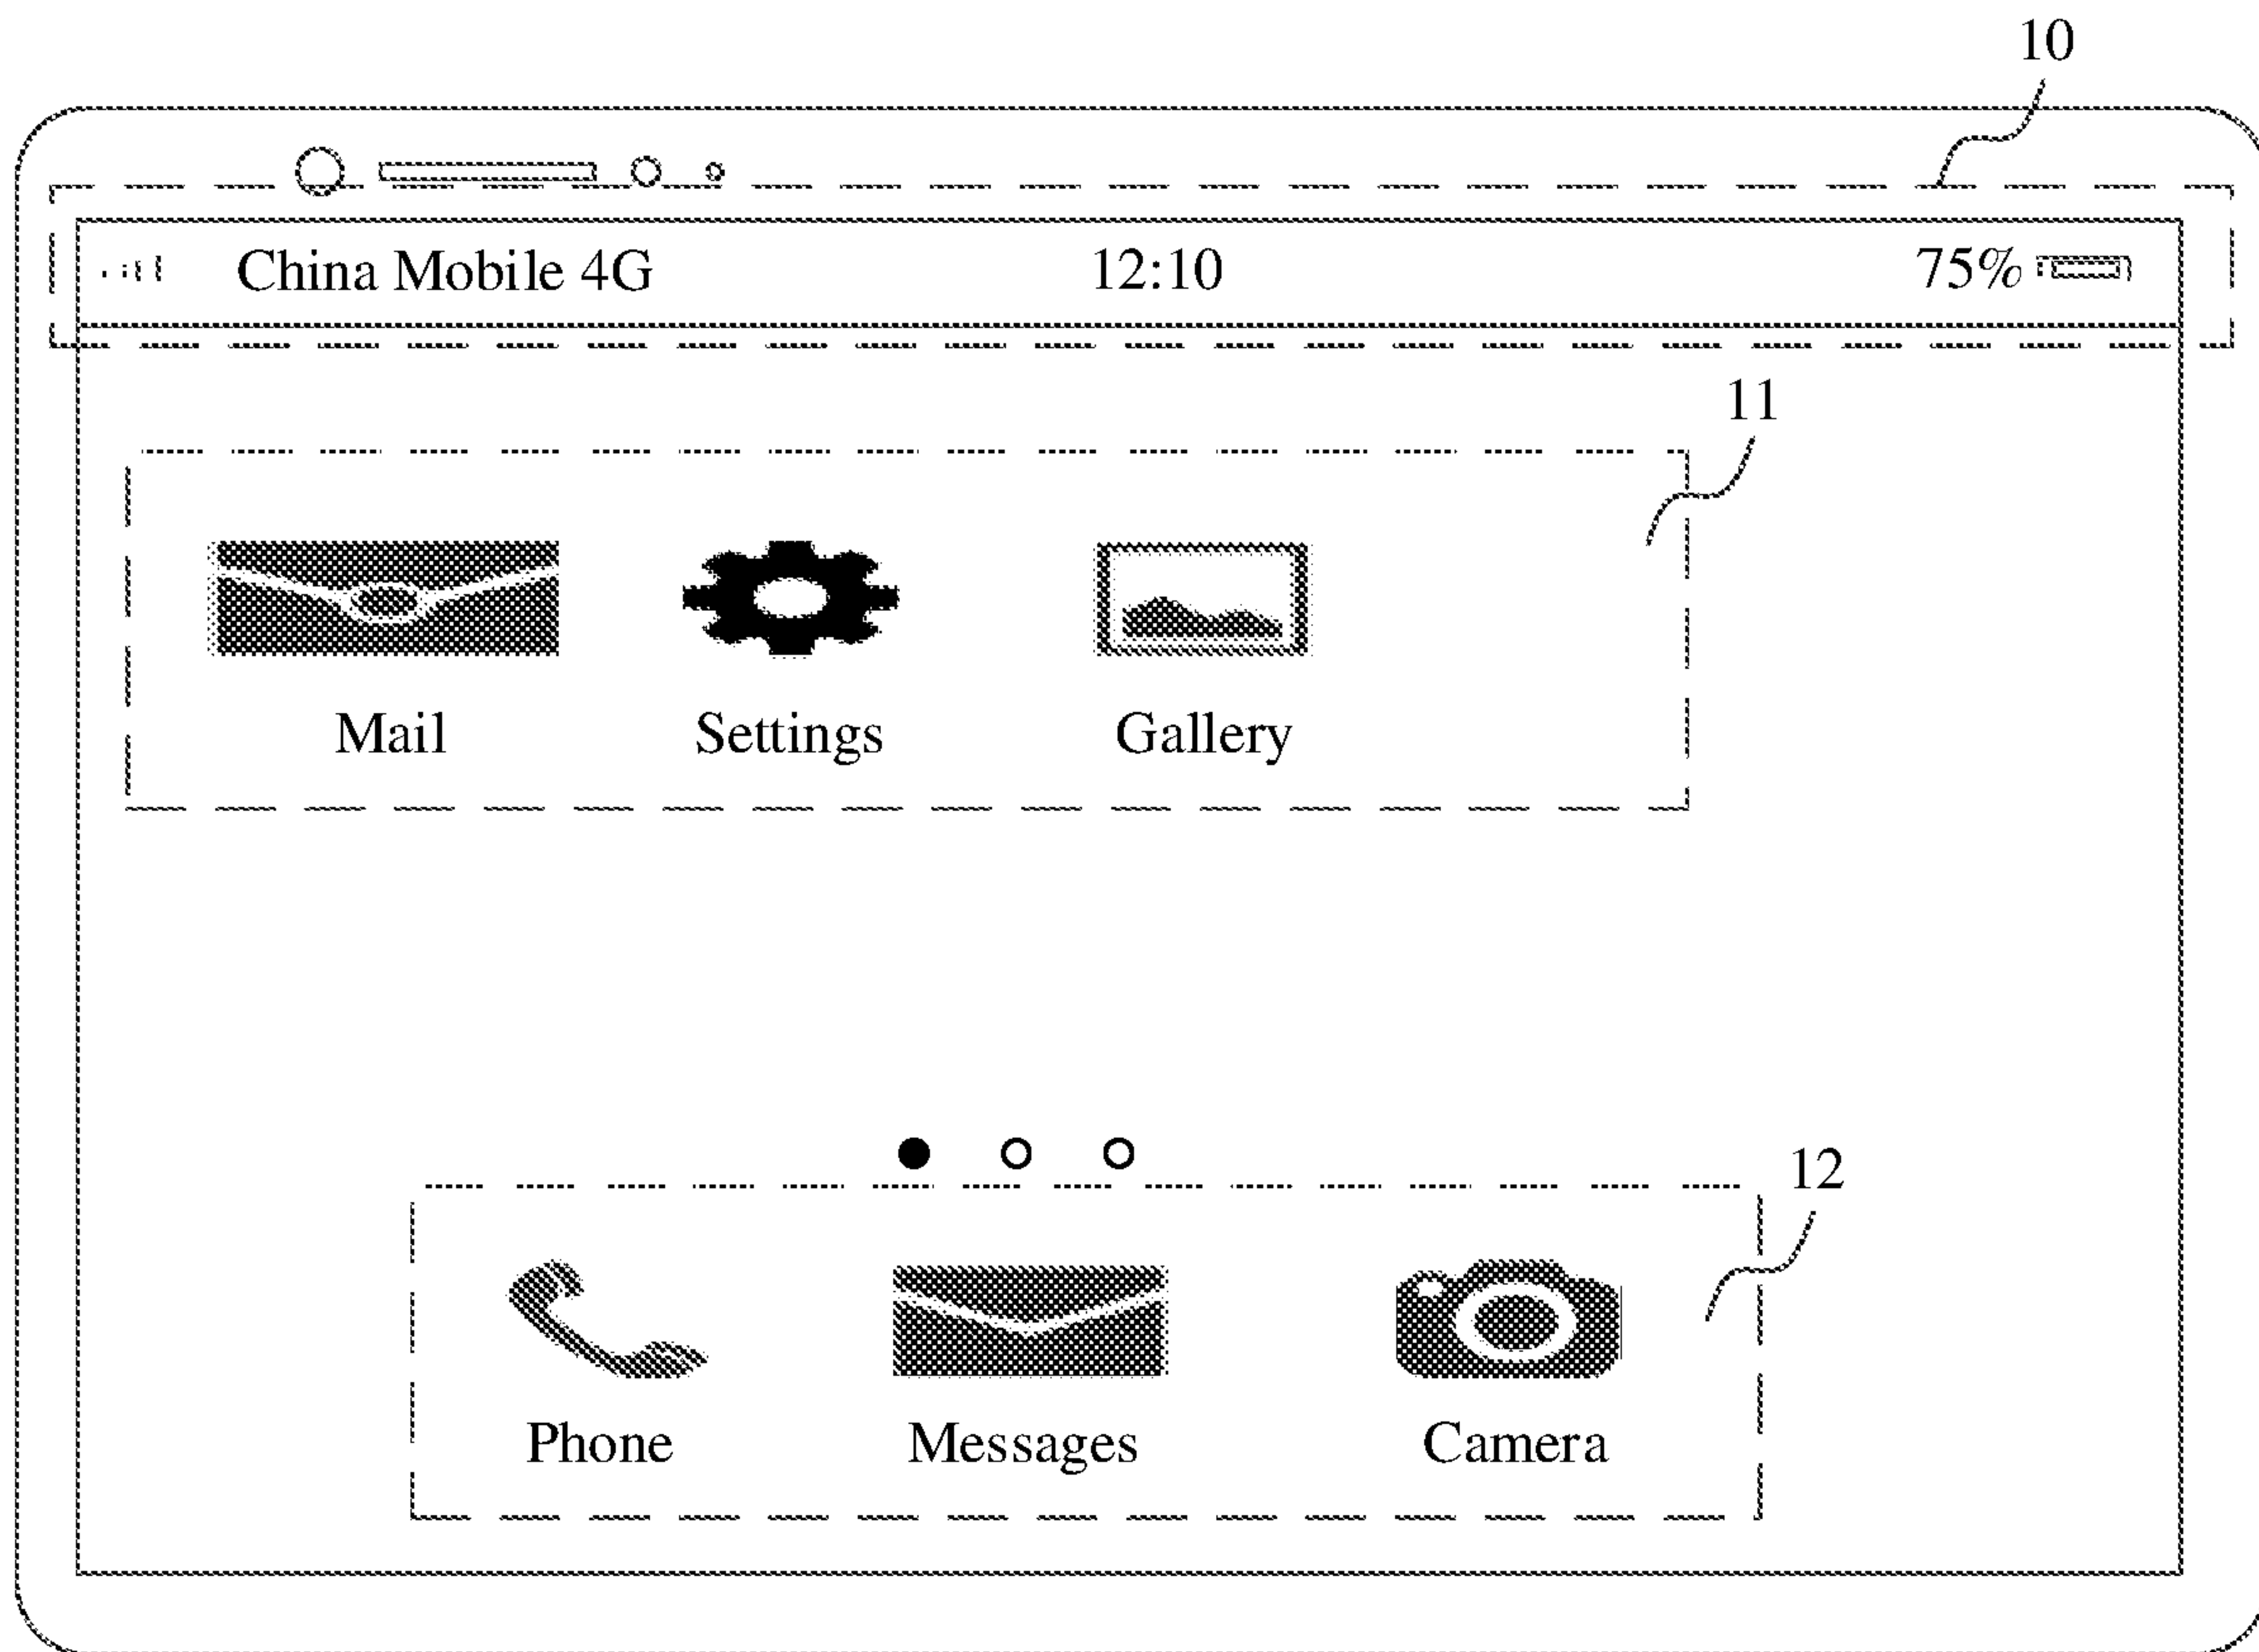 10
China Mobile 4G 12:10 75%
11
Mail Settings Gallery
12
Phone Messages Camera